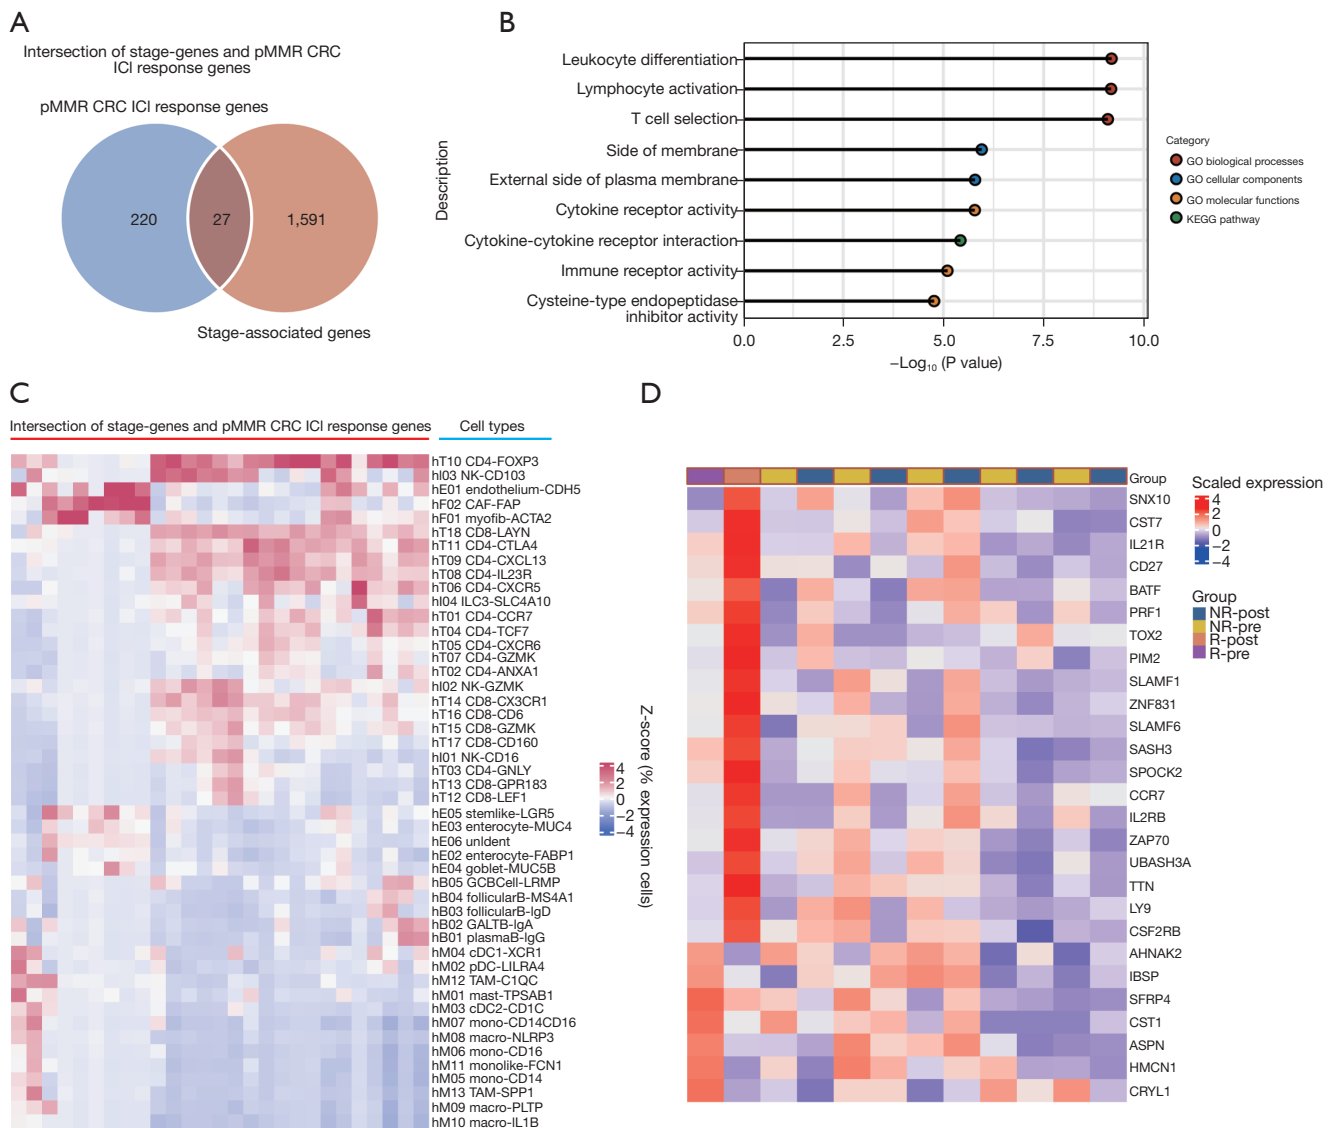 A
Intersection of stage-genes and pMMR CRC
ICI response genes
pMMR CRC ICI response genes
220
27
1,591
Stage-associated genes
B
Description
Leukocyte differentiation
Lymphocyte activation
T cell selection
Side of membrane
External side of plasma membrane
Cytokine receptor activity
Cytokine-cytokine receptor interaction
Immune receptor activity
Cysteine-type endopeptidase
inhibitor activity
0.0
2.5
5.0
7.5
10.0
−Log₁₀ (P value)
Category
GO biological processes
GO cellular components
GO molecular functions
KEGG pathway
C
Intersection of stage-genes and pMMR CRC ICI response genes
Cell types
hT10 CD4-FOXP3
hI03 NK-CD103
hE01 endothelium-CDH5
hF02 CAF-FAP
hF01 myofib-ACTA2
hT18 CD8-LAYN
hT11 CD4-CTLA4
hT09 CD4-CXCL13
hT08 CD4-IL23R
hT06 CD4-CXCR5
hI04 ILC3-SLC4A10
hT01 CD4-CCR7
hT04 CD4-TCF7
hT05 CD4-CXCR6
hT07 CD4-GZMK
hT02 CD4-ANXA1
hI02 NK-GZMK
hT14 CD8-CX3CR1
hT16 CD8-CD6
hT15 CD8-GZMK
hT17 CD8-CD160
hI01 NK-CD16
hT03 CD4-GNLY
hT13 CD8-GPR183
hT12 CD8-LEF1
hE05 stemlike-LGR5
hE03 enterocyte-MUC4
hE06 unIdent
hE02 enterocyte-FABP1
hE04 goblet-MUC5B
hB05 GCBCell-LRMP
hB04 follicularB-MS4A1
hB03 follicularB-IgD
hB02 GALTB-IgA
hB01 plasmaB-IgG
hM04 cDC1-XCR1
hM02 pDC-LILRA4
hM12 TAM-C1QC
hM01 mast-TPSAB1
hM03 cDC2-CD1C
hM07 mono-CD14CD16
hM08 macro-NLRP3
hM06 mono-CD16
hM11 monolike-FCN1
hM05 mono-CD14
hM13 TAM-SPP1
hM09 macro-PLTP
hM10 macro-IL1B
4
2
0
−2
−4
Z-score (% expression cells)
D
Group
SNX10
CST7
IL21R
CD27
BATF
PRF1
TOX2
PIM2
SLAMF1
ZNF831
SLAMF6
SASH3
SPOCK2
CCR7
IL2RB
ZAP70
UBASH3A
TTN
LY9
CSF2RB
AHNAK2
IBSP
SFRP4
CST1
ASPN
HMCN1
CRYL1
Scaled expression
4
2
0
−2
−4
Group
NR-post
NR-pre
R-post
R-pre